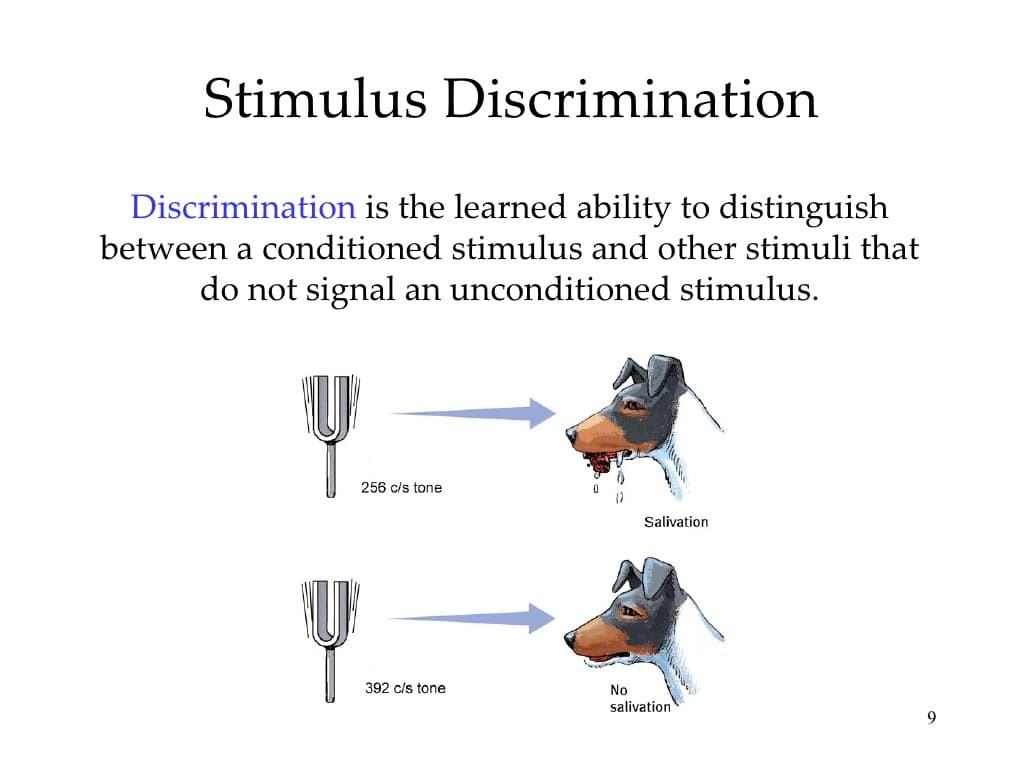 Stimulus Discrimination
Discrimination is the learned ability to distinguish
between a conditioned stimulus and other stimuli that
do not signal an unconditioned stimulus.
256 c/s tone
Salivation
392 c/s tone
No
salivation
9